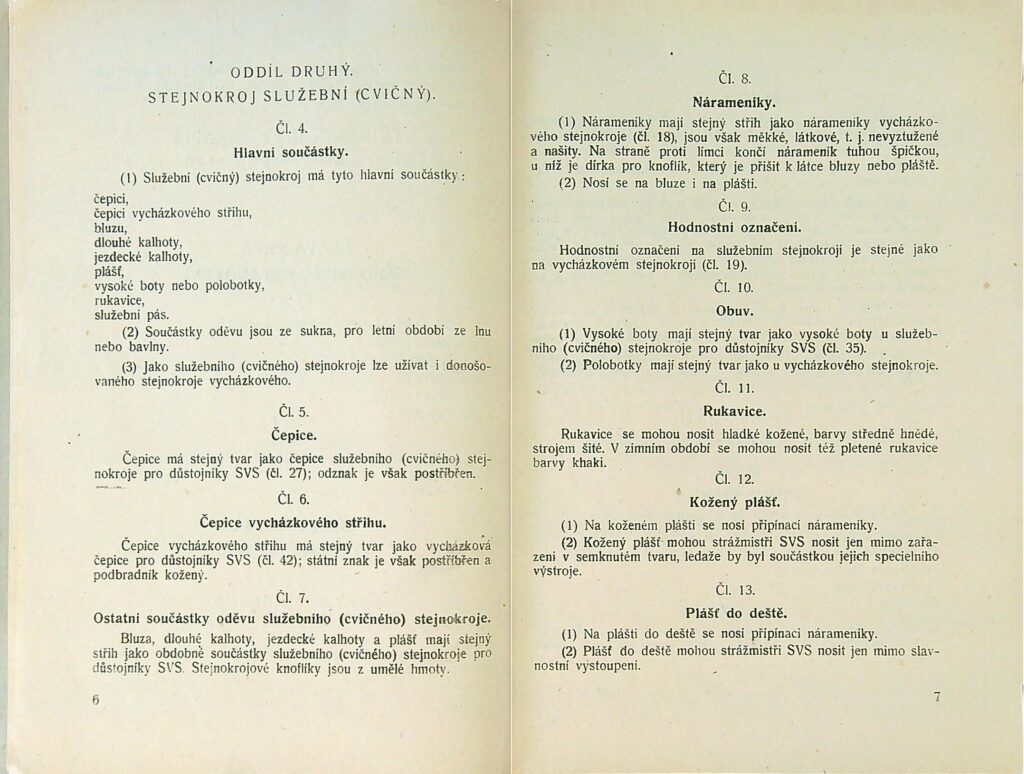 ODDÍL DRUHÝ.
STEJNOKROJ SLUŽEBNÍ (CVIČNÝ).
Čl. 4.
Hlavní součástky.
(1) Služební (cvičný) stejnokroj má tyto hlavní součástky:
čepici,
čepici vycházkového střihu,
bluzu,
dlouhé kalhoty,
jezdecké kalhoty,
plášť,
vysoké boty nebo polobotky,
rukavice,
služební pás.
(2) Součástky oděvu jsou ze sukna, pro letní období ze lnu
nebo bavlny.
(3) Jako služebního (cvičného) stejnokroje lze užívat i donošo-
vaného stejnokroje vycházkového.
Čl. 5.
Čepice.
Čepice má stejný tvar jako čepice služebního (cvičného) stej-
nokroje pro důstojníky SVS (čl. 27); odznak je však postříbřen.
Čl. 6.
Čepice vycházkového střihu.
Čepice vycházkového střihu má stejný tvar jako vycházková
čepice pro důstojníky SVS (čl. 42); státní znak je však postříbřen a
podbradník kožený.
Čl. 7.
Ostatní součástky oděvu služebního (cvičného) stejnokroje.
Bluza, dlouhé kalhoty, jezdecké kalhoty a plášť mají stejný
střih jako obdobné součástky služebního (cvičného) stejnokroje pro
důstojníky SVS. Stejnokrojové knoflíky jsou z umělé hmoty.
6
Čl. 8.
Nárameníky.
(1) Nárameníky mají stejný střih jako nárameníky vycházko-
vého stejnokroje (čl. 18), jsou však měkké, látkové, t. j. nevyztužené
a našity. Na straně proti límci končí nárameník tuhou špičkou,
u níž je dírka pro knoflík, který je přišit k látce bluzy nebo pláště.
(2) Nosí se na bluze i na plášti.
Čl. 9.
Hodnostní označení.
Hodnostní označení na služebním stejnokroji je stejné jako
na vycházkovém stejnokroji (čl. 19).
Čl. 10.
Obuv.
(1) Vysoké boty mají stejný tvar jako vysoké boty u služeb-
ního (cvičného) stejnokroje pro důstojníky SVS (čl. 35).
(2) Polobotky mají stejný tvar jako u vycházkového stejnokroje.
Čl. 11.
Rukavice.
Rukavice se mohou nosit hladké kožené, barvy středně hnědé,
strojem šité. V zimním období se mohou nosit též pletené rukavice
barvy khaki.
Čl. 12.
Kožený plášť.
(1) Na koženém plášti se nosí připínací nárameníky.
(2) Kožený plášť mohou strážmistři SVS nosit jen mimo zařa-
zení v semknutém tvaru, ledaže by byl součástkou jejich specielního
výstroje.
Čl. 13.
Plášť do deště.
(1) Na plášti do deště se nosí připínací nárameníky.
(2) Plášť do deště mohou strážmistři SVS nosit jen mimo slav-
nostní vystoupení.
7